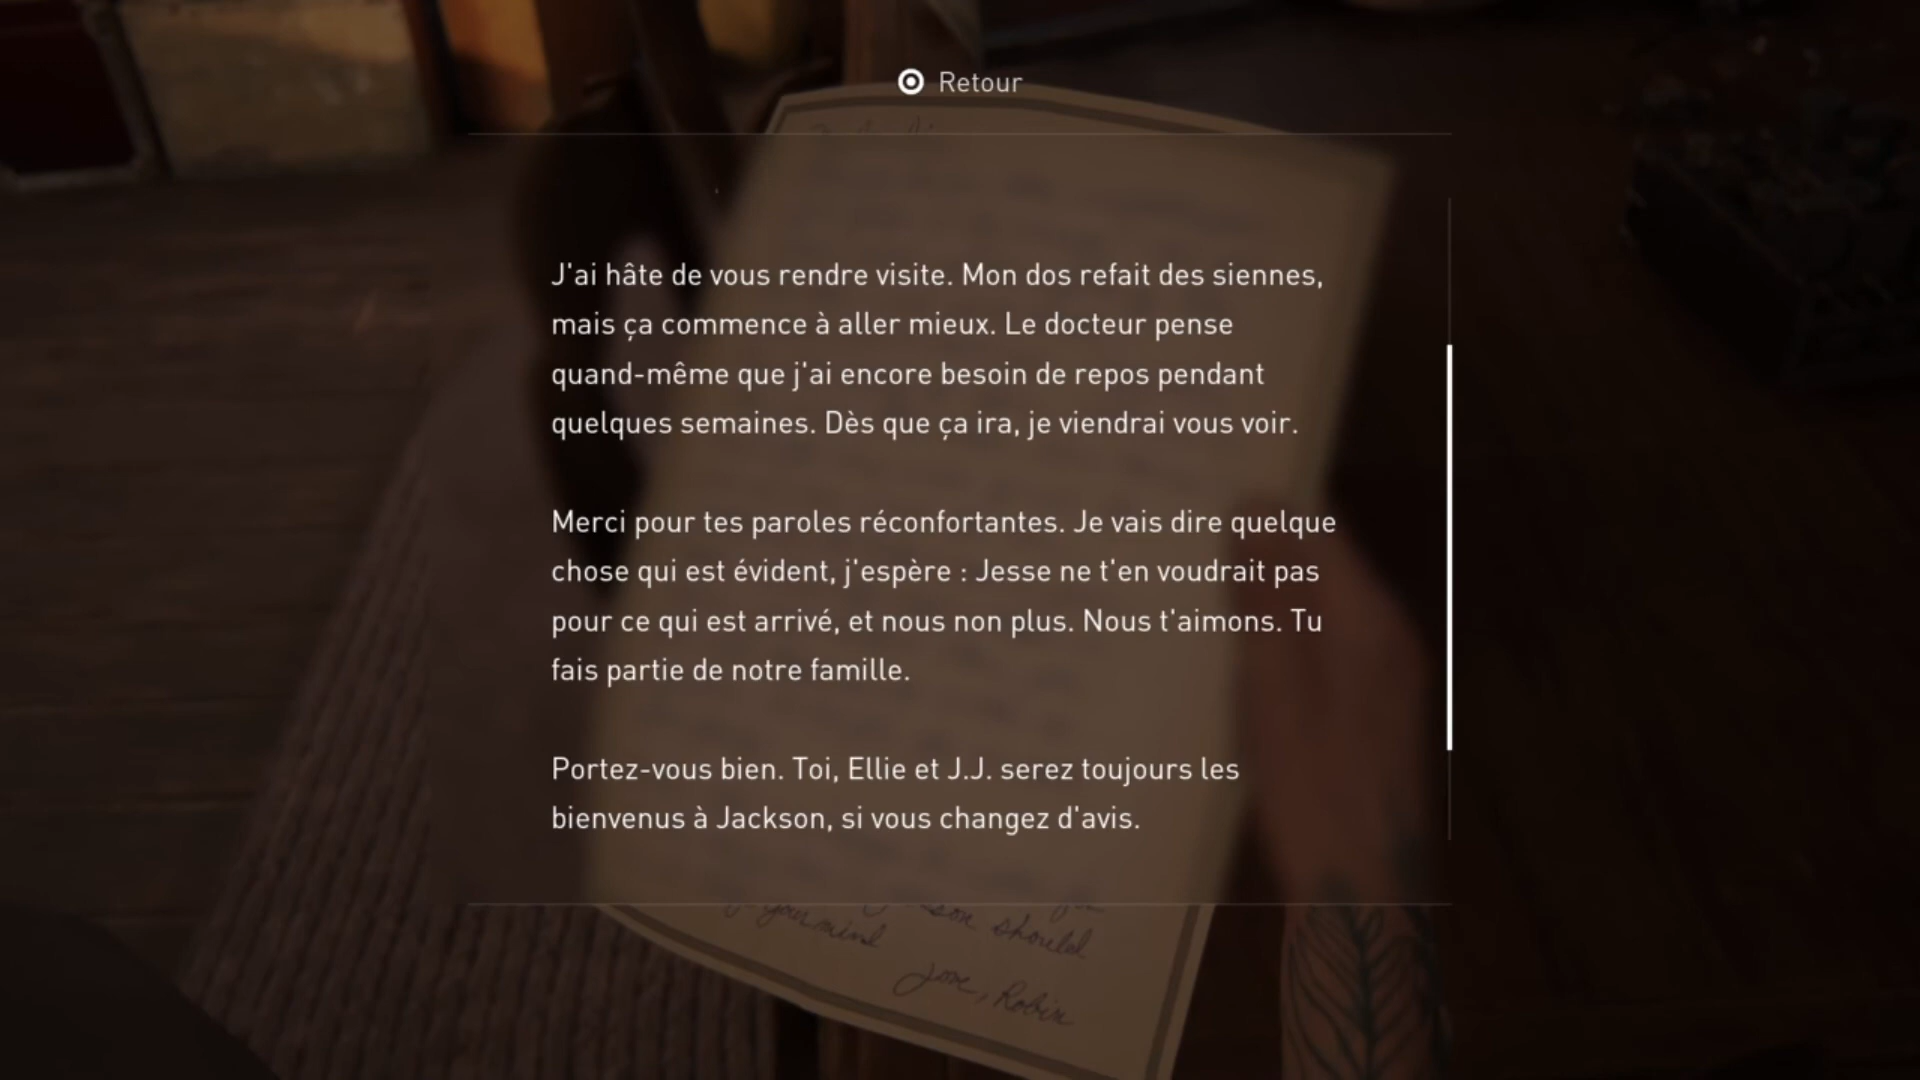 Retour
J'ai hâte de vous rendre visite. Mon dos refait des siennes,
mais ça commence à aller mieux. Le docteur pense
quand-même que j'ai encore besoin de repos pendant
quelques semaines. Dès que ça ira, je viendrai vous voir.
Merci pour tes paroles réconfortantes. Je vais dire quelque
chose qui est évident, j'espère : Jesse ne t'en voudrait pas
pour ce qui est arrivé, et nous non plus. Nous t'aimons. Tu
fais partie de notre famille.
Portez-vous bien. Toi, Ellie et J.J. serez toujours les
bienvenus à Jackson, si vous changez d'avis.
should
your mind
Love, Robin